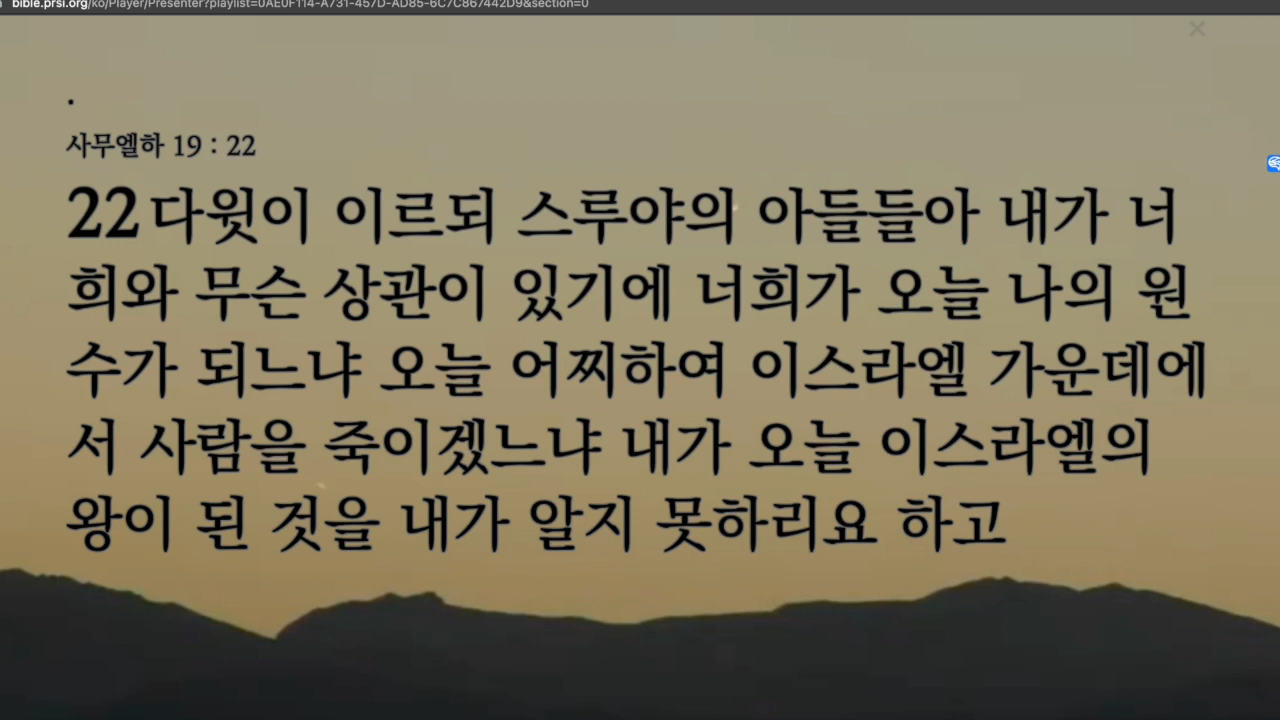 bible.prsi.org/ko/Player/Presenter?playlist=0AE0F114-A731-457D-AD85-6C7C867442D9&section=0
.
사무엘하 19 : 22
22다윗이 이르되 스루야의 아들들아 내가 너
희와 무슨 상관이 있기에 너희가 오늘 나의 원
수가 되느냐 오늘 어찌하여 이스라엘 가운데에
서 사람을 죽이겠느냐 내가 오늘 이스라엘의
왕이 된 것을 내가 알지 못하리요 하고